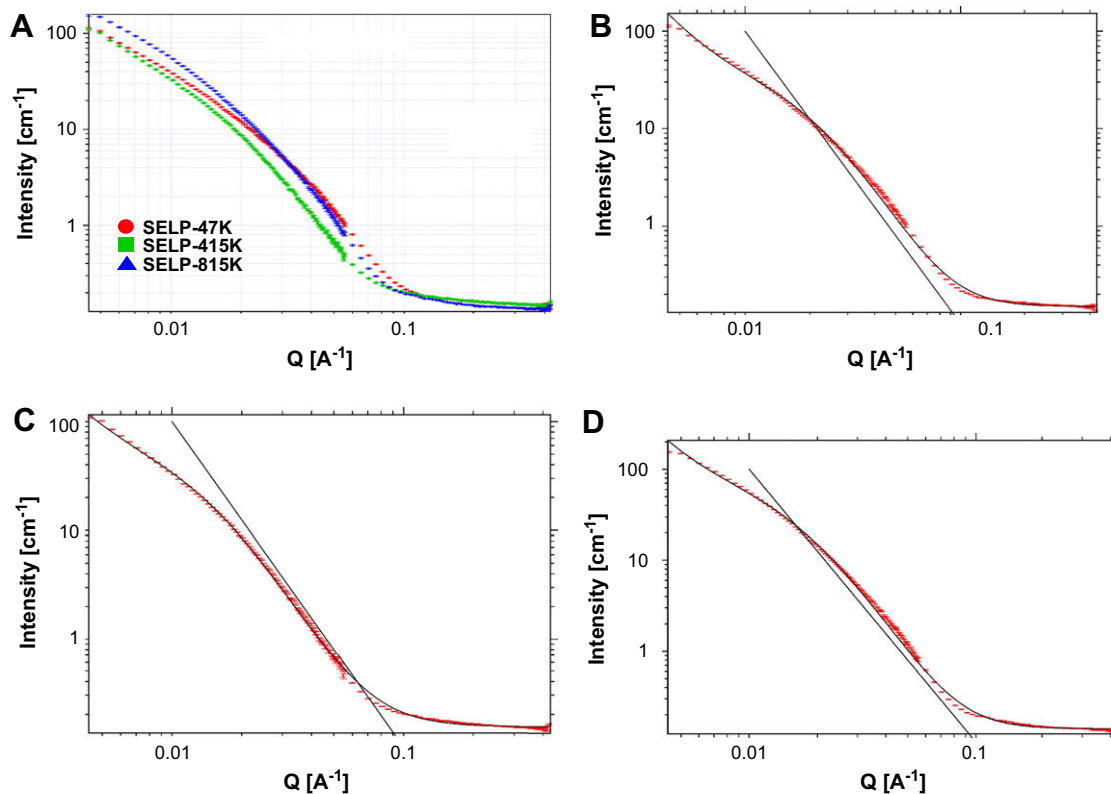 A
Intensity [cm-1]
100
10
1
SELP-47K
SELP-415K
SELP-815K
0.01
0.1
Q [A-1]
B
Intensity [cm-1]
100
10
1
0.01
0.1
Q [A-1]
C
Intensity [cm-1]
100
10
1
0.01
0.1
Q [A-1]
D
Intensity [cm-1]
100
10
1
0.01
0.1
Q [A-1]